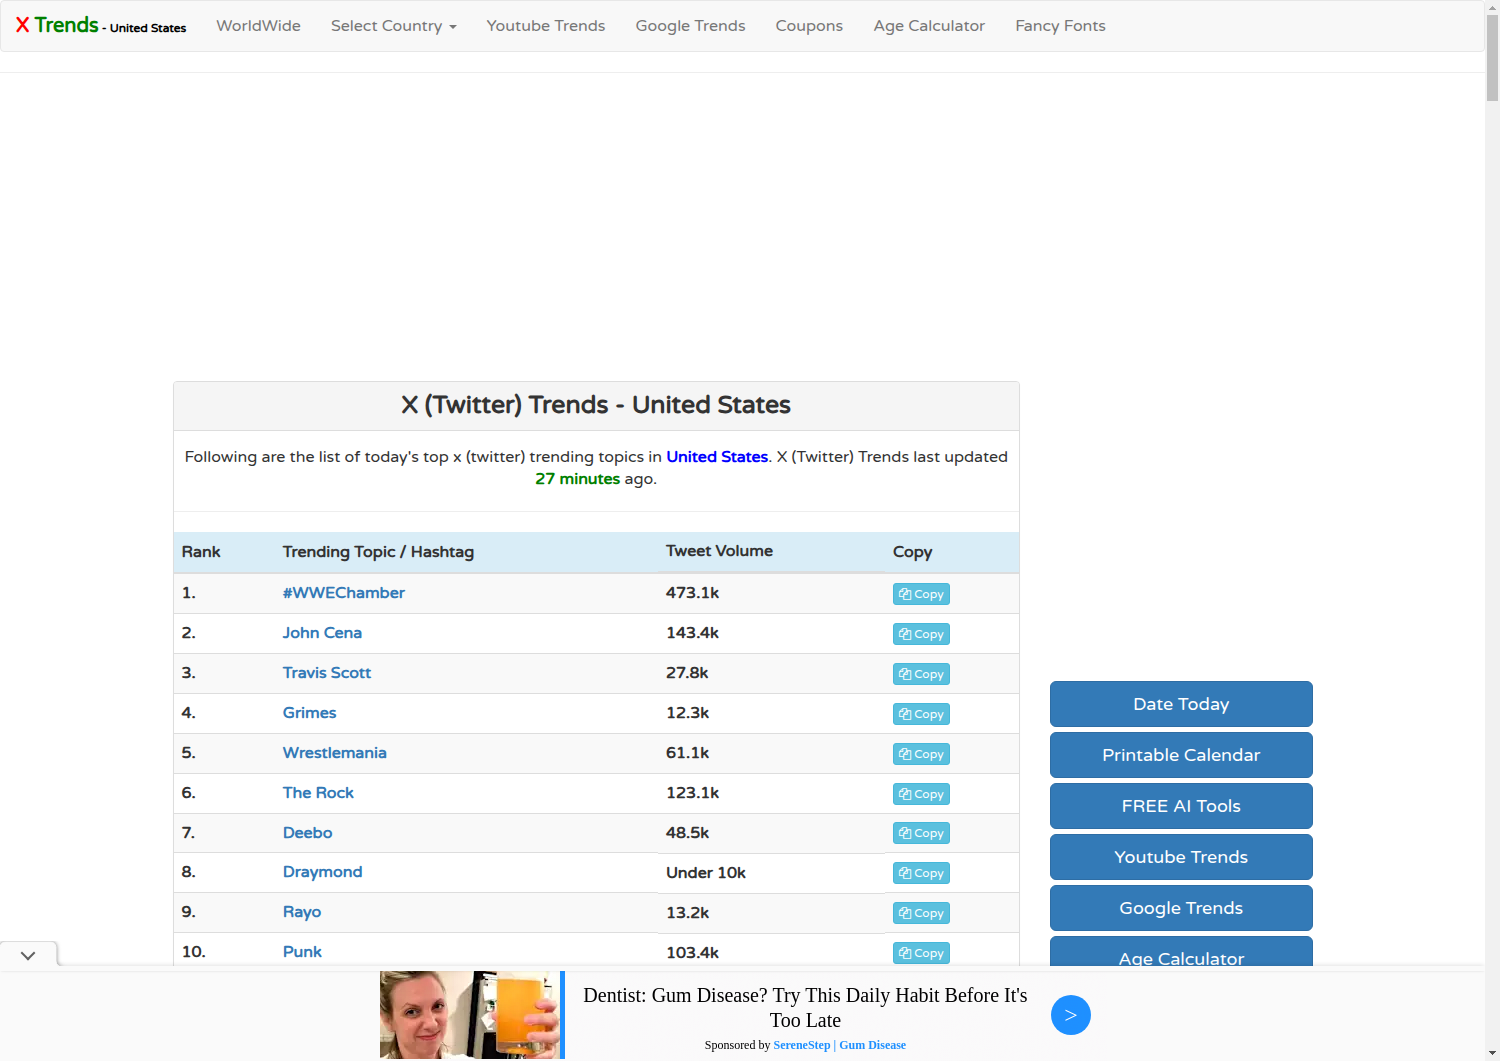 X Trends - United States WorldWide Select Country Youtube Trends Google Trends Coupons Age Calculator Fancy Fonts
X (Twitter) Trends - United States
Following are the list of today's top x (twitter) trending topics in United States. X (Twitter) Trends last updated
27 minutes ago.
Rank Trending Topic / Hashtag Tweet Volume Copy
1. #WWEChamber 473.1k Copy
2. John Cena 143.4k Copy
3. Travis Scott 27.8k Copy
4. Grimes 12.3k Copy
5. Wrestlemania 61.1k Copy
6. The Rock 123.1k Copy
7. Deebo 48.5k Copy
8. Draymond Under 10k Copy
9. Rayo 13.2k Copy
10. Punk 103.4k Copy
Date Today
Printable Calendar
FREE AI Tools
Youtube Trends
Google Trends
Age Calculator
Dentist: Gum Disease? Try This Daily Habit Before It's
Too Late
Sponsored by SereneStep | Gum Disease
>